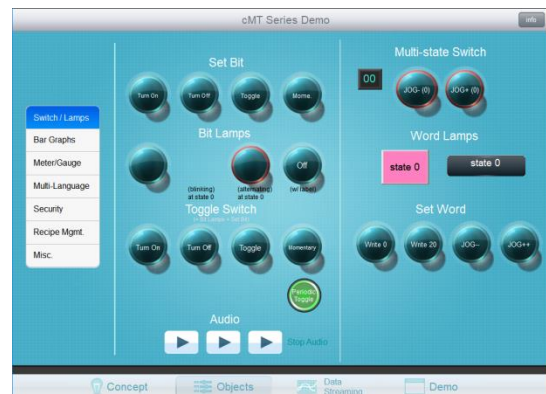 cMT Series Demo
info
Switch / Lamps
Bar Graphs
Meter/Gauge
Multi-Language
Security
Recipe Mgmt.
Misc.
Set Bit
Turn On
Turn Off
Toggle
Mome.
Bit Lamps
Off
(blinking)
at state 0
(alternating)
at state 0
(w/ label)
Toggle Switch
Turn On
Turn Off
Toggle
Momentary
Periodic
Toggle
Audio
Stop Audio
Multi-state Switch
00
JOG- (0)
JOG+ (0)
Word Lamps
state 0
state 0
Set Word
Write 0
Write 20
JOG--
JOG++
Concept
Objects
Data
Streaming
Demo